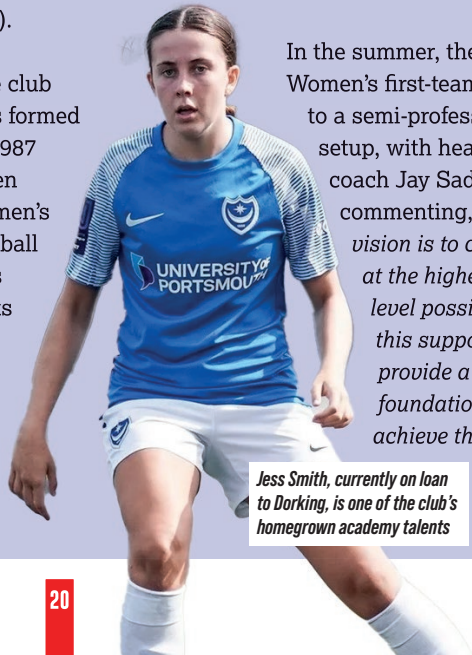 ).
club
formed
987
en
men's
ball
s
ts
In the summer, the
Women's first-team
to a semi-profess
setup, with hea
coach Jay Sad
commenting,
vision is to c
at the highe
level possi
this suppo
provide a
foundatio
achieve th
UNIVERSITY OF
PORTSMOUTH
Jess Smith, currently on loan
to Dorking, is one of the club's
homegrown academy talents
20